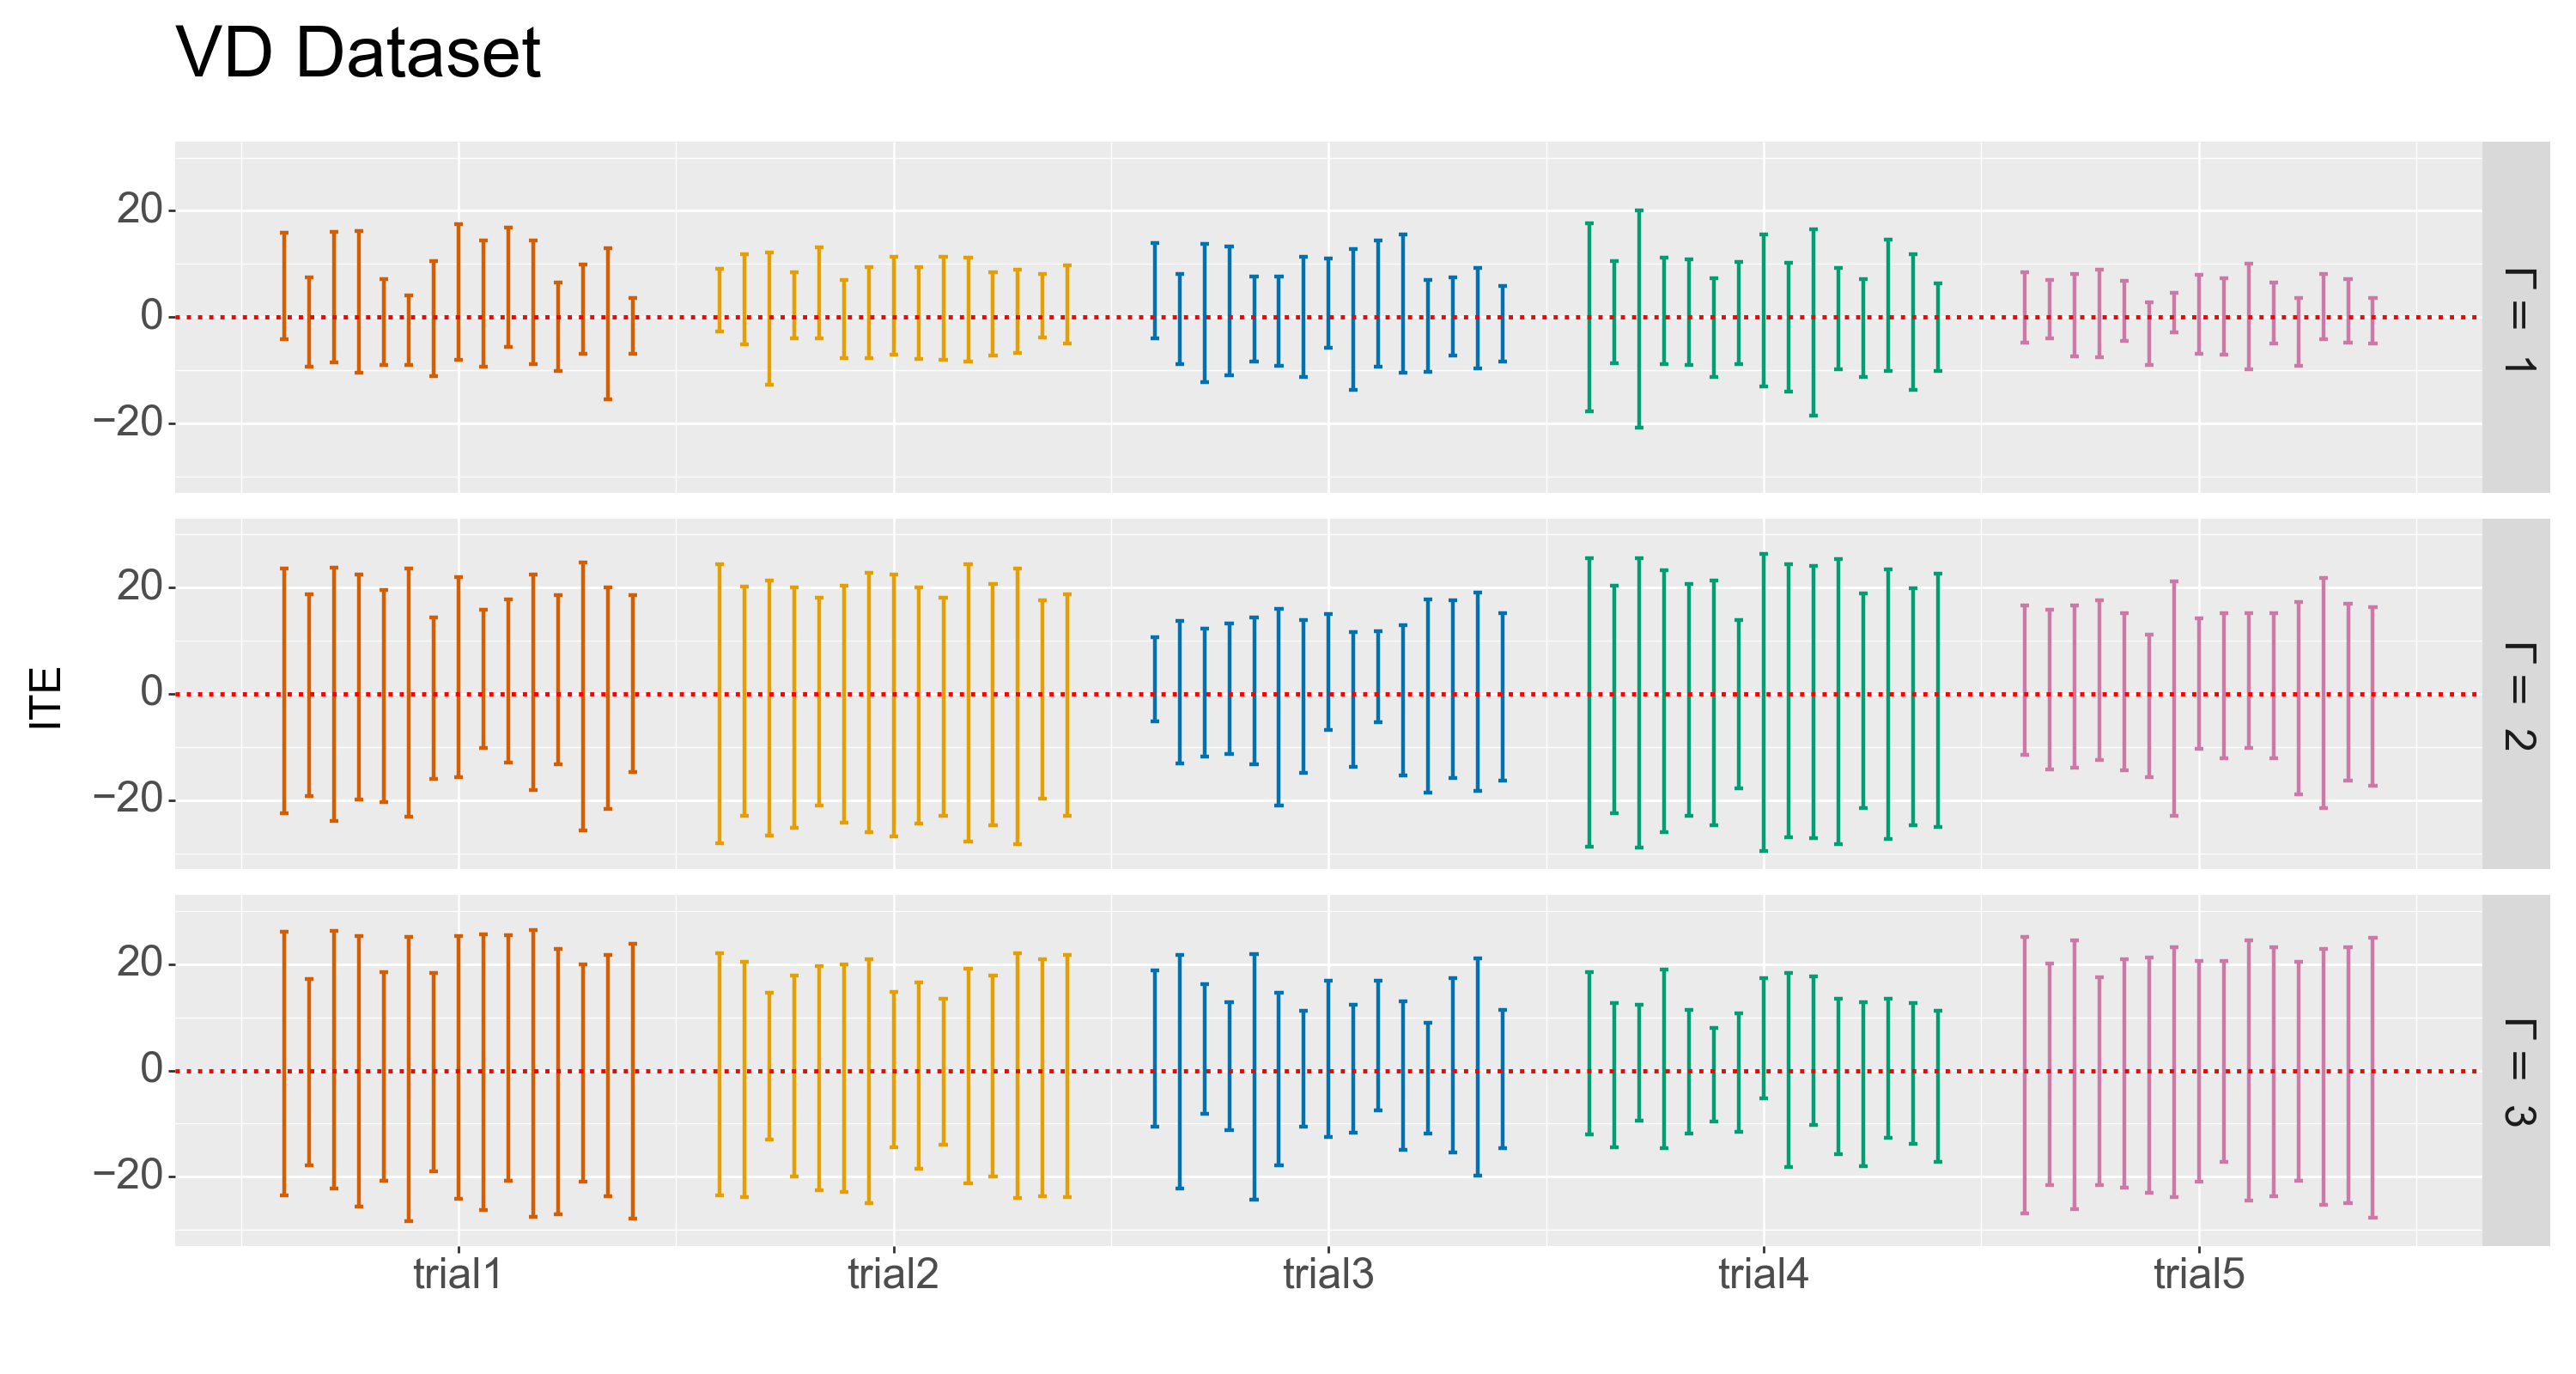 VD Dataset
20
0
−20
Γ = 1
ITE
20
0
−20
Γ = 2
20
0
−20
Γ = 3
trial1 trial2 trial3 trial4 trial5